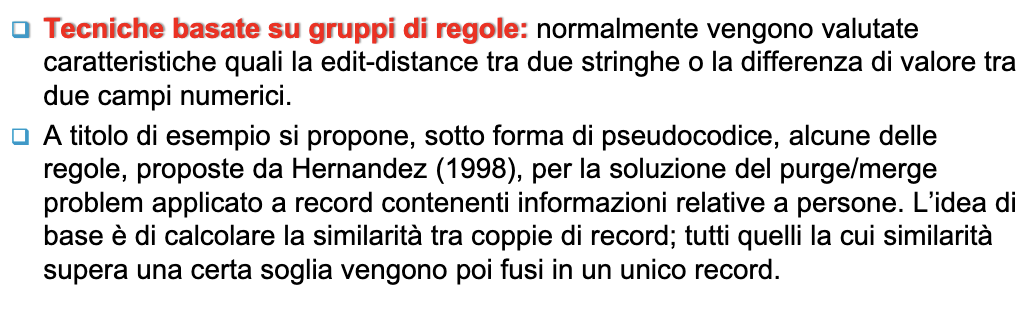 Tecniche basate su gruppi di regole: normalmente vengono valutate
caratteristiche quali la edit-distance tra due stringhe o la differenza di valore tra
due campi numerici.
A titolo di esempio si propone, sotto forma di pseudocodice, alcune delle
regole, proposte da Hernandez (1998), per la soluzione del purge/merge
problem applicato a record contenenti informazioni relative a persone. L’idea di
base è di calcolare la similarità tra coppie di record; tutti quelli la cui similarità
supera una certa soglia vengono poi fusi in un unico record.